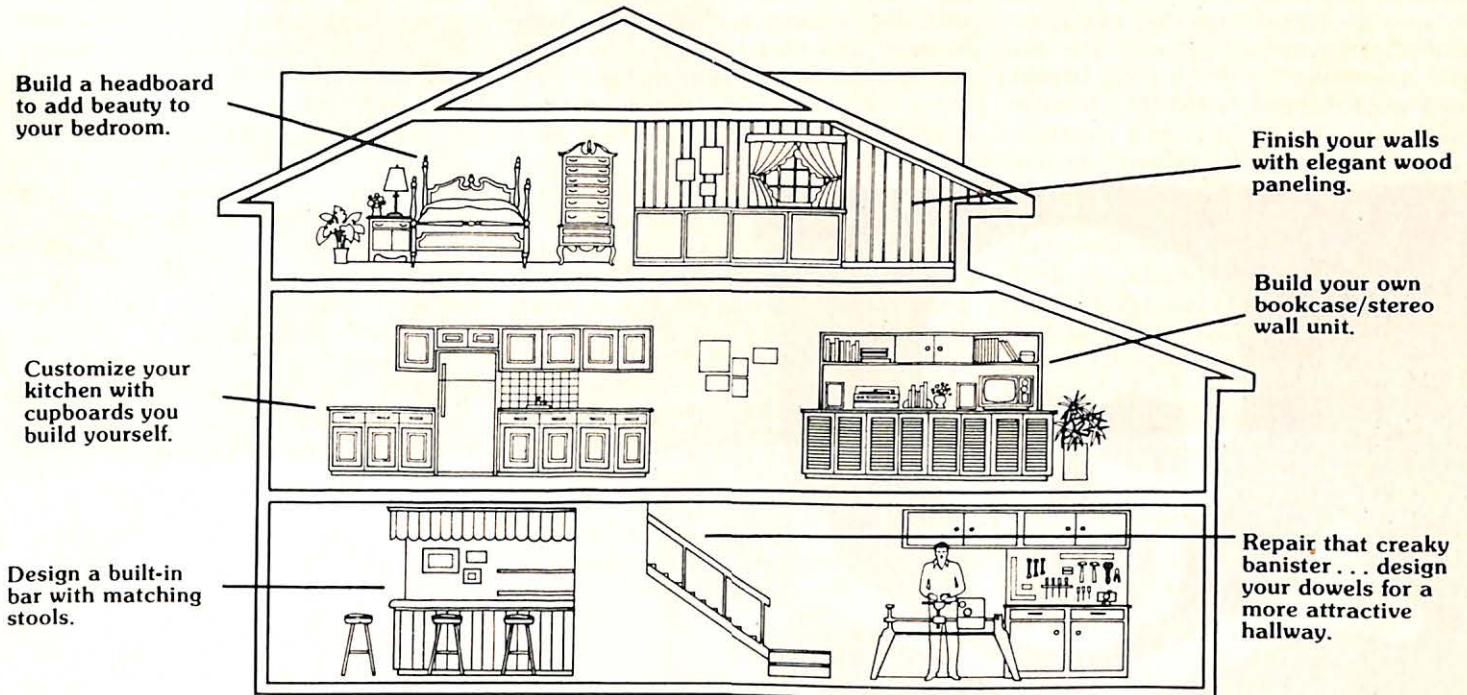 Build a headboard
to add beauty to
your bedroom.
Customize your
kitchen with
cupboards you
build yourself.
Design a built-in
bar with matching
stools.
Finish your walls
with elegant wood
paneling.
Build your own
bookcase/stereo
wall unit.
Repair that creaky
banister . . . design
your dowels for a
more attractive
hallway.